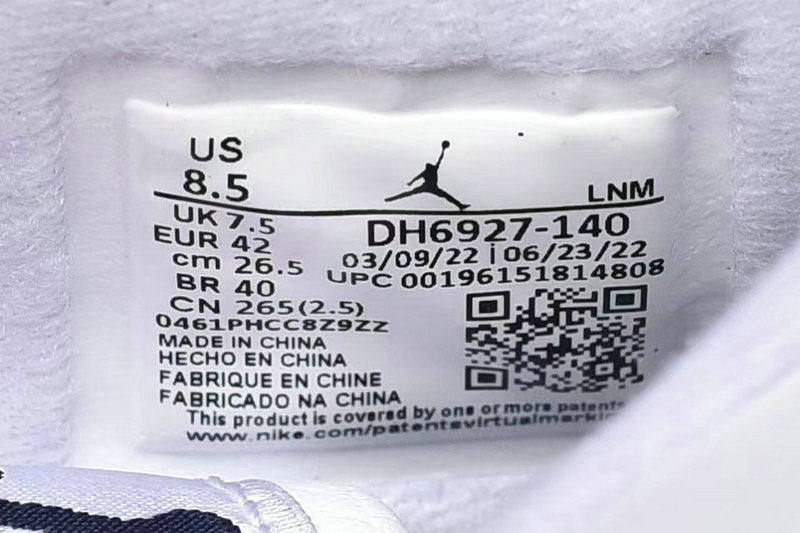 US
8.5
LNM
UK 7.5
EUR 42
cm 26.5
BR 40
CN 265(2.5)
DH6927-140
03/09/22 | 06/23/22
UPC 00196151814808
0461PHCC8Z9ZZ
MADE IN CHINA
HECHO EN CHINA
FABRIQUE EN CHINE
FABRICADO NA CHINA
This product is covered by one or more patents
www.nike.com/patentsvirtualmarkin